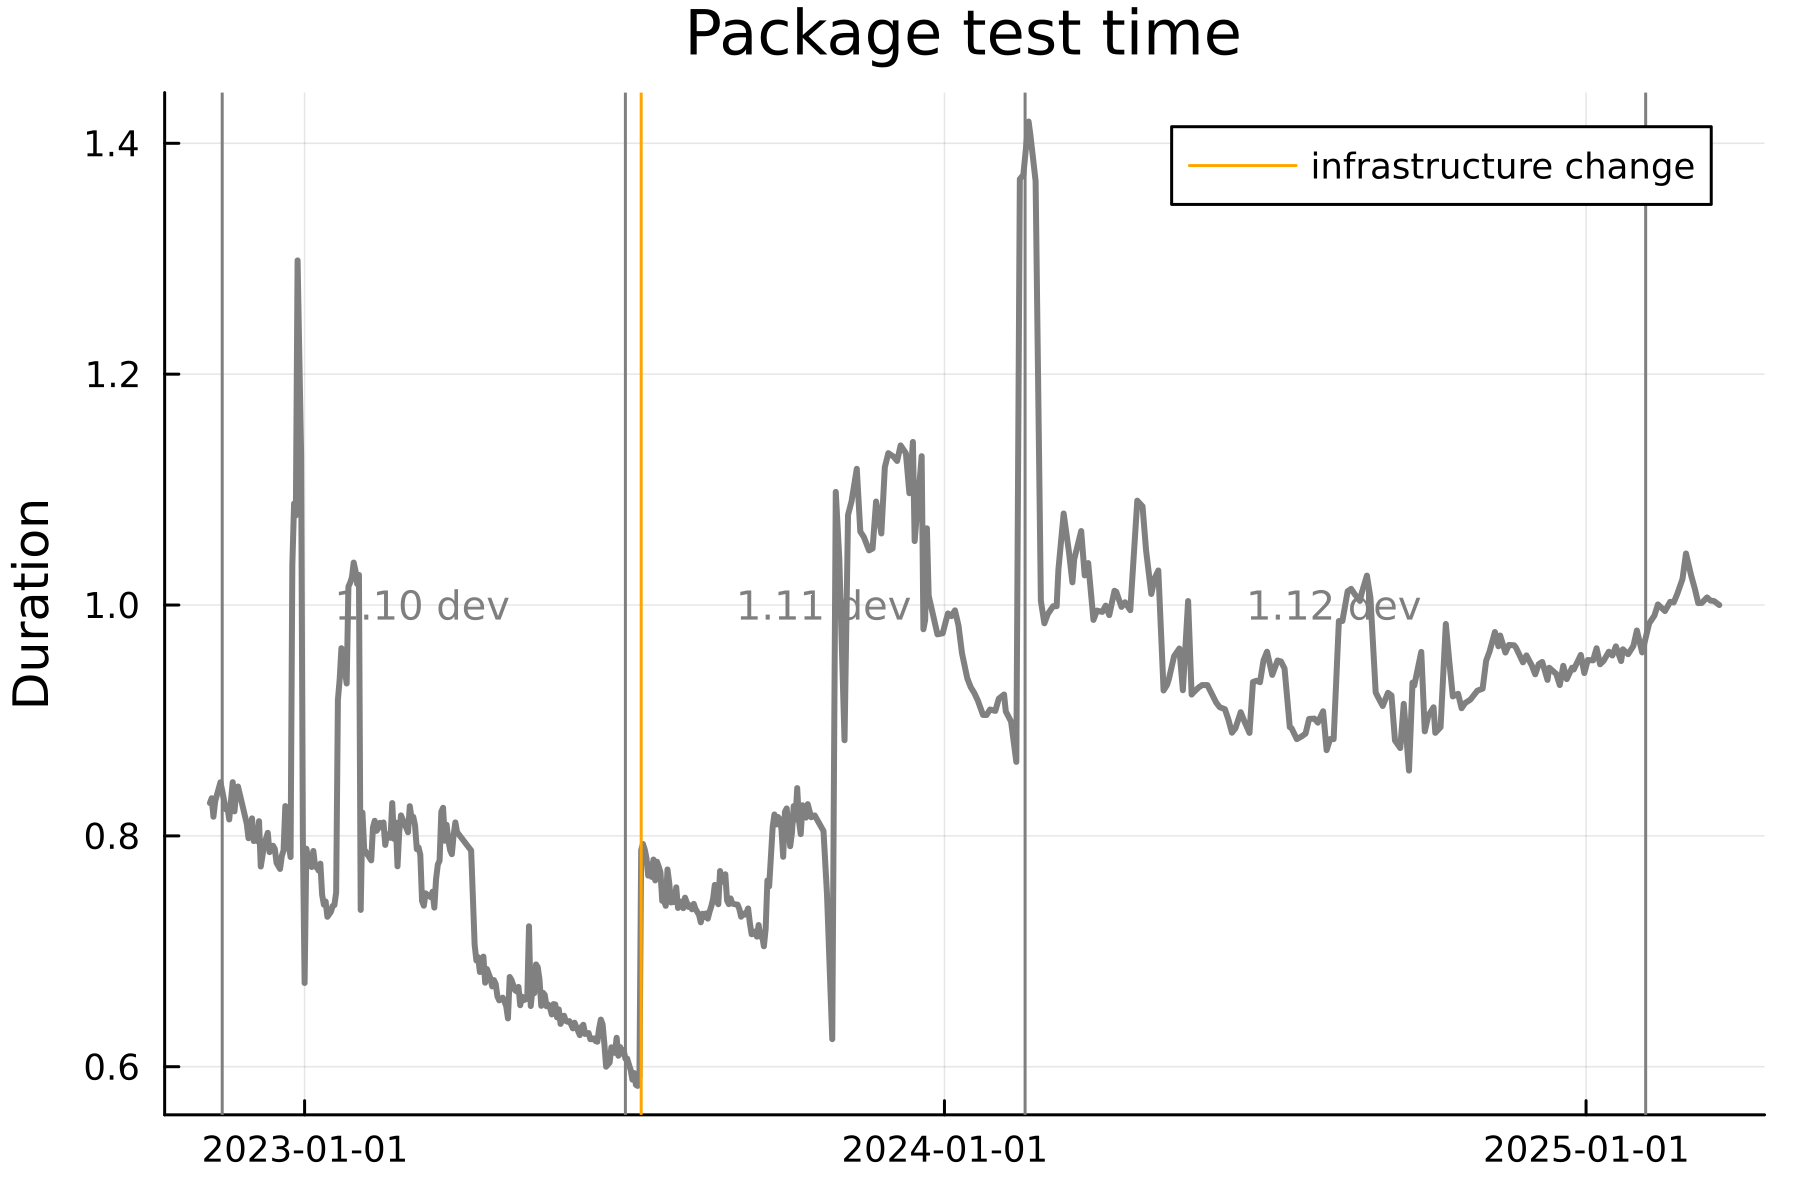 Package test time
1.4
infrastructure change
1.2
Duration
1.0
1.10 dev
1.11 dev
1.12 dev
0.8
0.6
2023-01-01
2024-01-01
2025-01-01